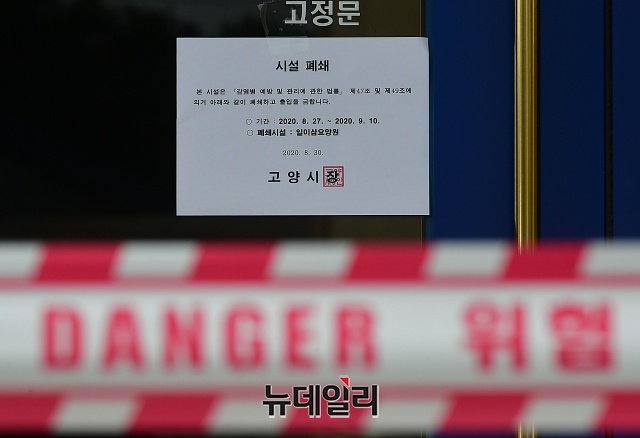 고정문
시설 폐쇄
본 시설은 「감염병 예방 및 관리에 관한 법률」 제47조 및 제49조에
의거 아래와 같이 폐쇄하고 출입을 금합니다.
○ 기간 : 2020. 8. 27. ~ 2020. 9. 10.
○ 폐쇄시설 : 일이삼요양원
2020. 8. 30.
고양시장
DANGER 위험
뉴데일리